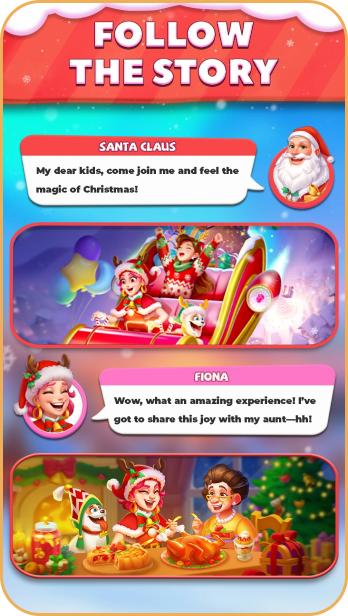 FOLLOW
THE STORY
SANTA CLAUS
My dear kids, come join me and feel the
magic of Christmas!
FIONA
Wow, what an amazing experience! I've
got to share this joy with my aunt—hh!